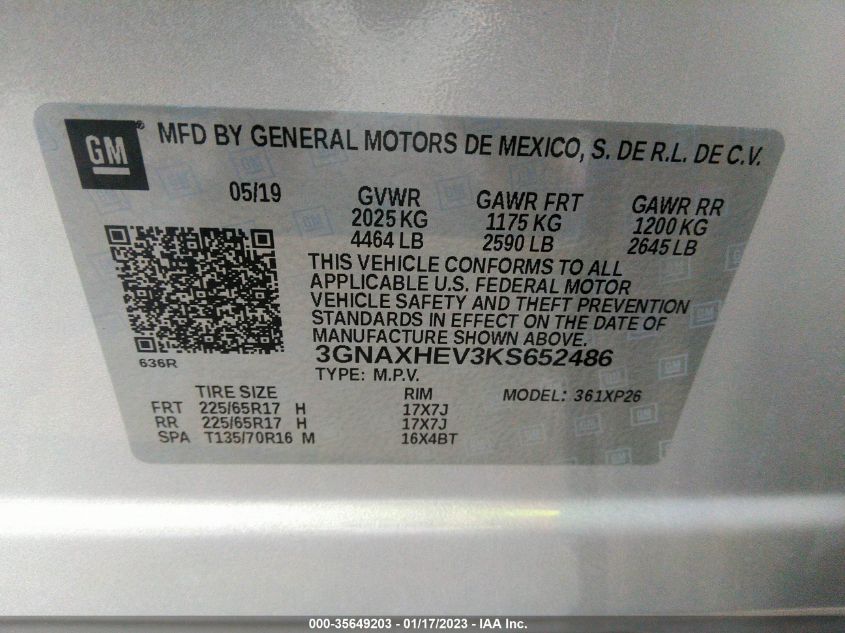 GM
MFD BY GENERAL MOTORS DE MEXICO, S. DE R.L. DE C.V.
05/19 GVWR GAWR FRT GAWR RR
2025 KG 1175 KG 1200 KG
4464 LB 2590 LB 2645 LB
THIS VEHICLE CONFORMS TO ALL
APPLICABLE U.S. FEDERAL MOTOR
VEHICLE SAFETY AND THEFT PREVENTION
STANDARDS IN EFFECT ON THE DATE OF
MANUFACTURE SHOWN ABOVE.
3GNAXHEV3KS652486
636R
TYPE: M.P.V.
TIRE SIZE RIM MODEL: 361XP26
FRT 225/65R17 H 17X7J
RR 225/65R17 H 17X7J
SPA T135/70R16 M 16X4BT
000-35649203 - 01/17/2023 - IAA Inc.